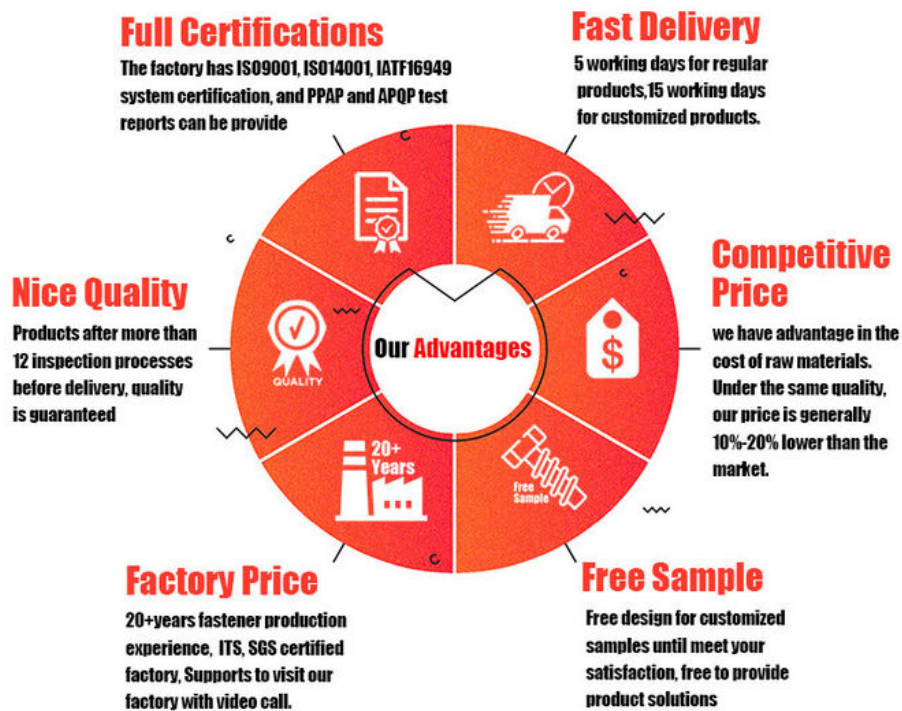 Full Certifications
The factory has ISO9001, ISO14001, IATF16949
system certification, and PPAP and APQP test
reports can be provide
Fast Delivery
5 working days for regular
products,15 working days
for customized products.
Nice Quality
Products after more than
12 inspection processes
before delivery, quality
is guaranteed
QUALITY
Our Advantages
$
Competitive
Price
we have advantage in the
cost of raw materials.
Under the same quality,
our price is generally
10%-20% lower than the
market.
20+
Years
Free
Sample
Factory Price
20+years fastener production
experience, ITS, SGS certified
factory, Supports to visit our
factory with video call.
Free Sample
Free design for customized
samples until meet your
satisfaction, free to provide
product solutions